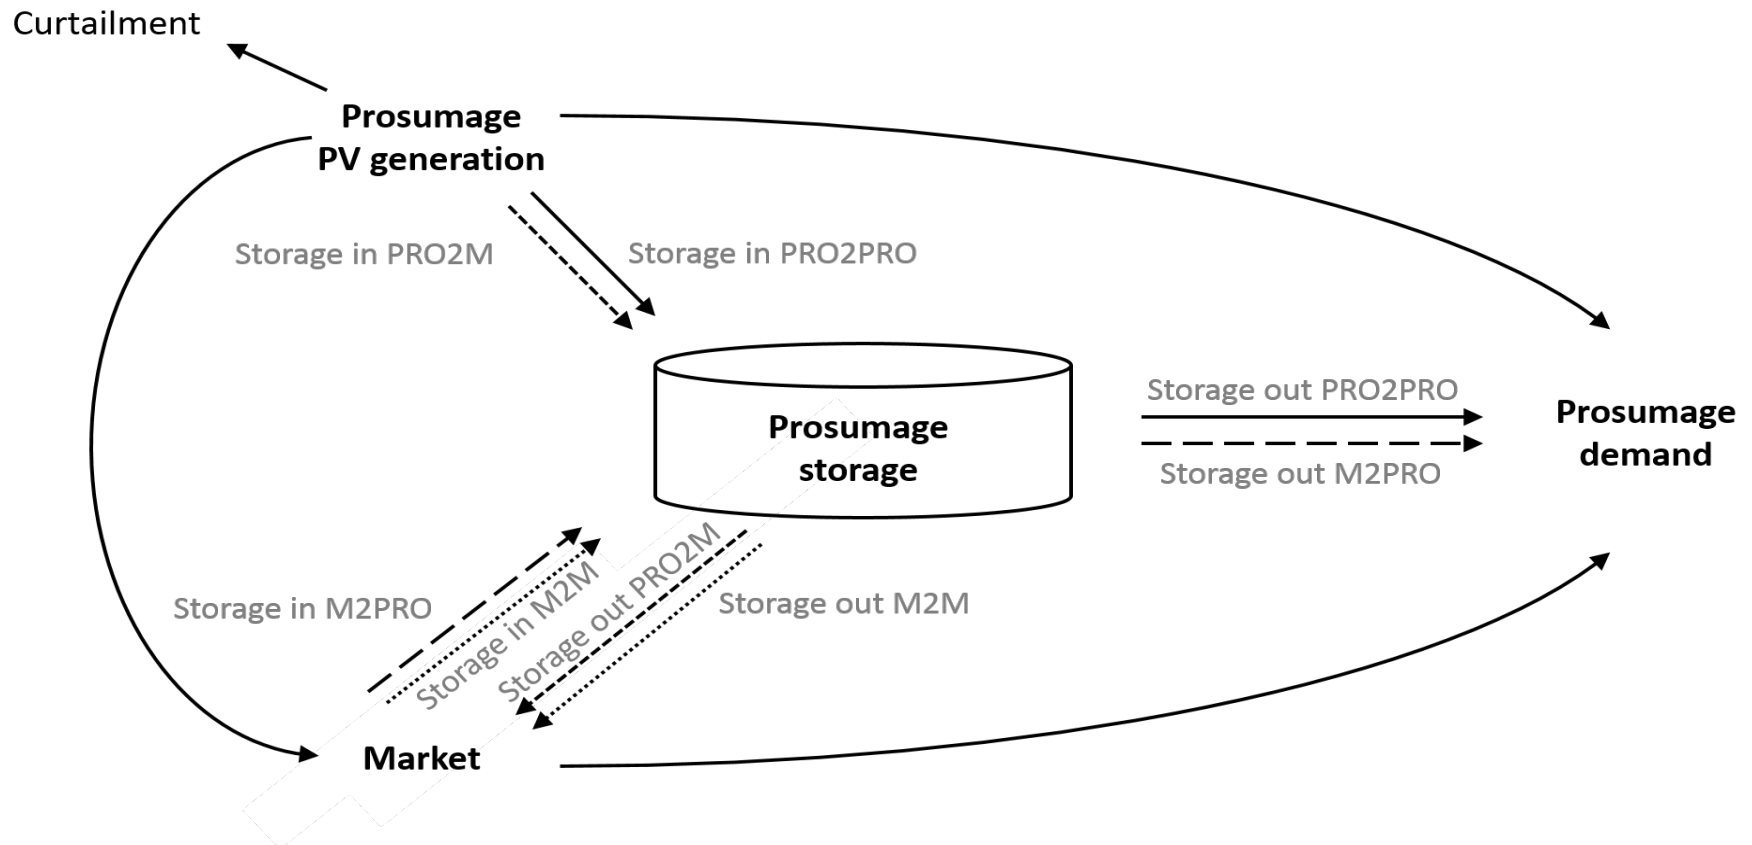 Curtailment
Prosumage
PV generation
Storage in PRO2M
Storage in PRO2PRO
Storage out PRO2PRO
Prosumage
storage
Prosumage
demand
Storage out M2PRO
Storage in M2PRO
Storage in M2M
Storage out PRO2M
Storage out M2M
Market